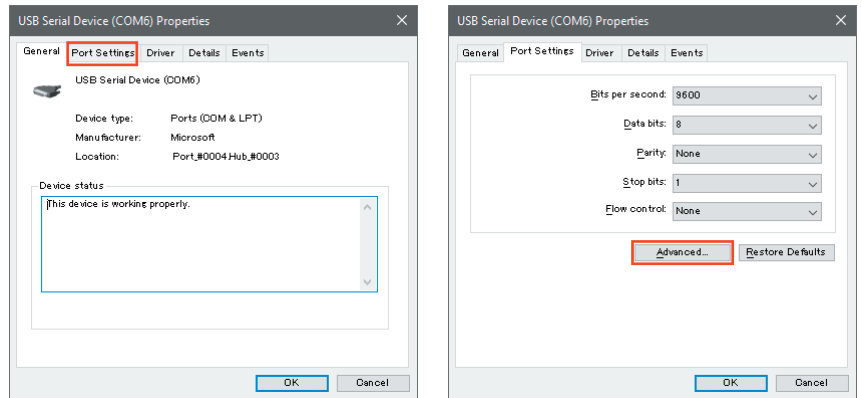 USB Serial Device (COM6) Properties
General Port Settings Driver Details Events
USB Serial Device (COM6)
Device type: Ports (COM & LPT)
Manufacturer: Microsoft
Location: Port_#0004.Hub_#0003
Device status
This device is working properly.
OK Cancel
USB Serial Device (COM6) Properties
General Port Settings Driver Details Events
Bits per second: 9600
Data bits: 8
Parity: None
Stop bits: 1
Flow control: None
Advanced... Restore Defaults
OK Cancel